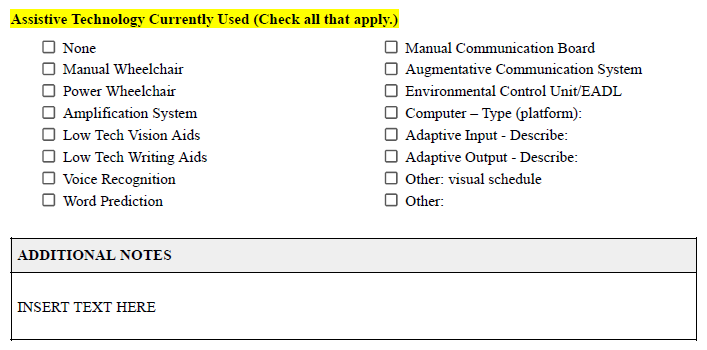 Assistive Technology Currently Used (Check all that apply.)
None
Manual Wheelchair
Power Wheelchair
Amplification System
Low Tech Vision Aids
Low Tech Writing Aids
Voice Recognition
Word Prediction
Manual Communication Board
Augmentative Communication System
Environmental Control Unit/EADL
Computer – Type (platform):
Adaptive Input - Describe:
Adaptive Output - Describe:
Other: visual schedule
Other:
ADDITIONAL NOTES
INSERT TEXT HERE